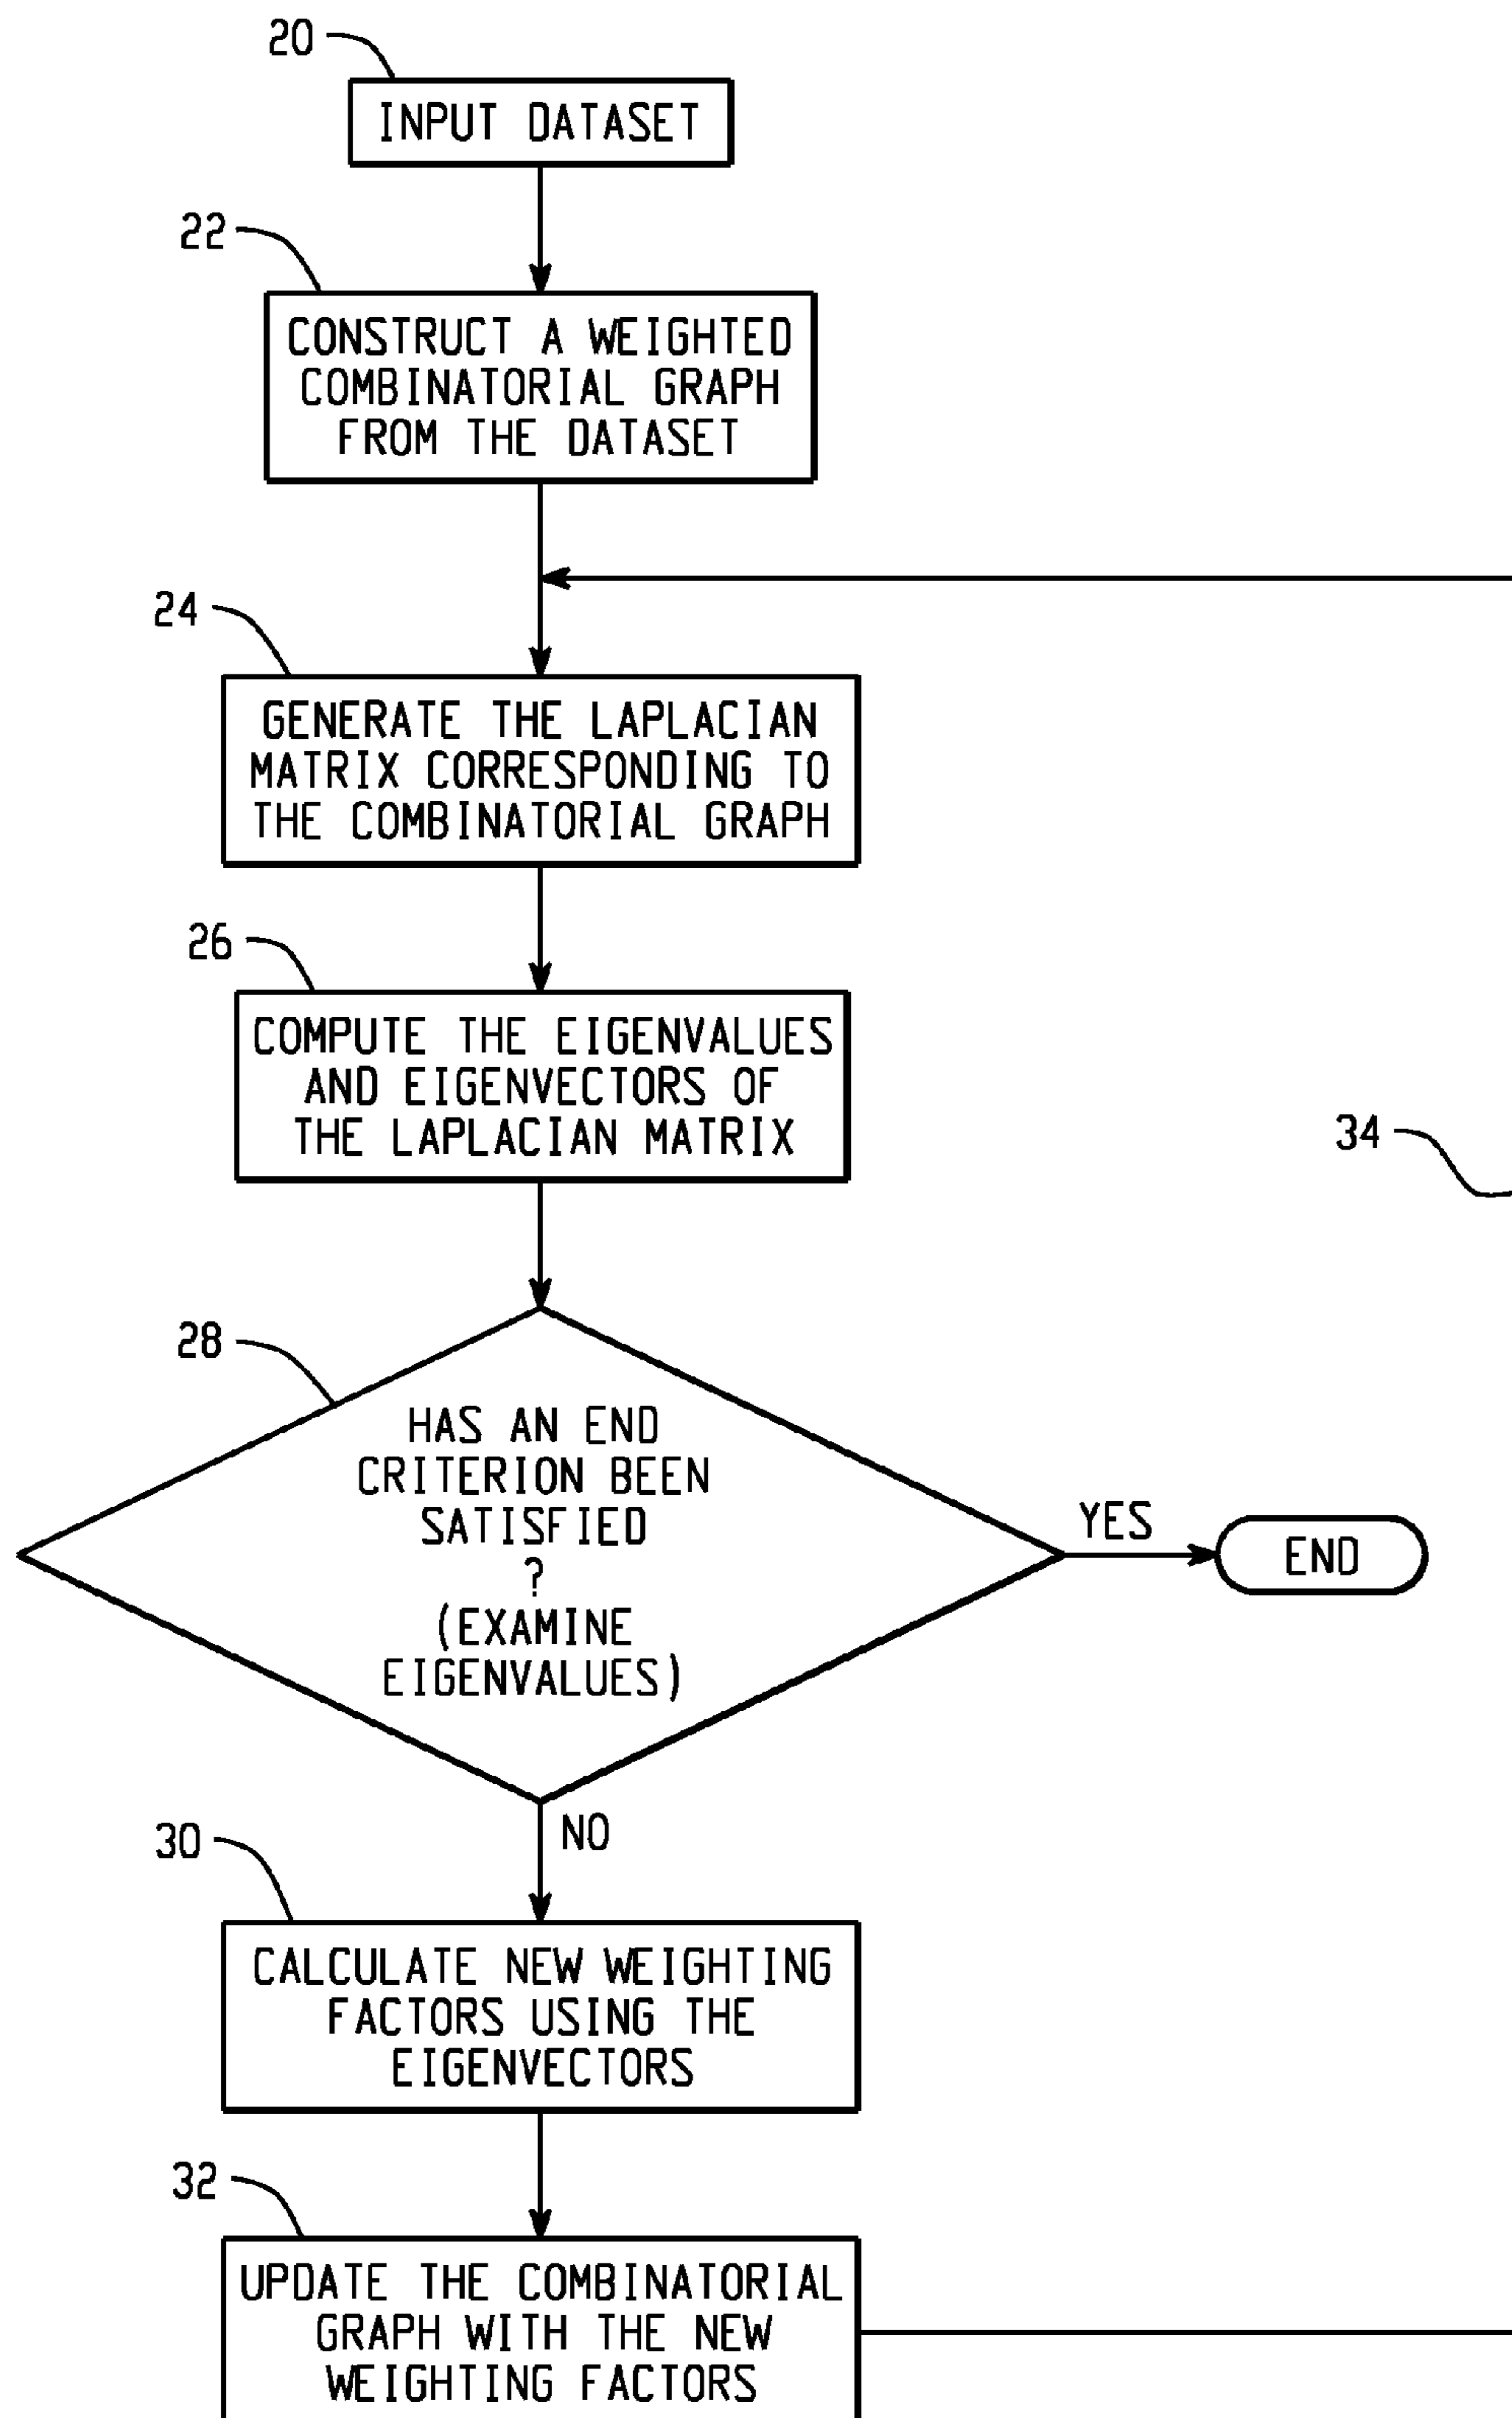 20
INPUT DATASET
22
CONSTRUCT A WEIGHTED
COMBINATORIAL GRAPH
FROM THE DATASET
24
GENERATE THE LAPLACIAN
MATRIX CORRESPONDING TO
THE COMBINATORIAL GRAPH
26
COMPUTE THE EIGENVALUES
AND EIGENVECTORS OF
THE LAPLACIAN MATRIX
34
28
HAS AN END
CRITERION BEEN
SATISFIED
?
(EXAMINE
EIGENVALUES)
YES
END
NO
30
CALCULATE NEW WEIGHTING
FACTORS USING THE
EIGENVECTORS
32
UPDATE THE COMBINATORIAL
GRAPH WITH THE NEW
WEIGHTING FACTORS